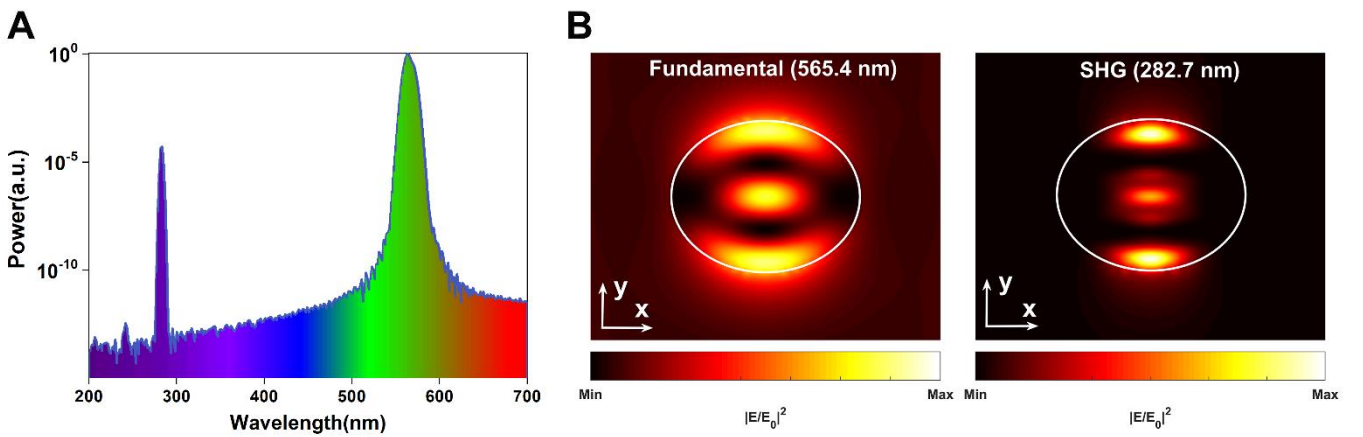 A
Power(a.u.)
10⁰
10⁻⁵
10⁻¹⁰
200 300 400 500 600 700
Wavelength(nm)
B
Fundamental (565.4 nm)
y
x
Min Max
|E/E₀|²
SHG (282.7 nm)
y
x
Min Max
|E/E₀|²